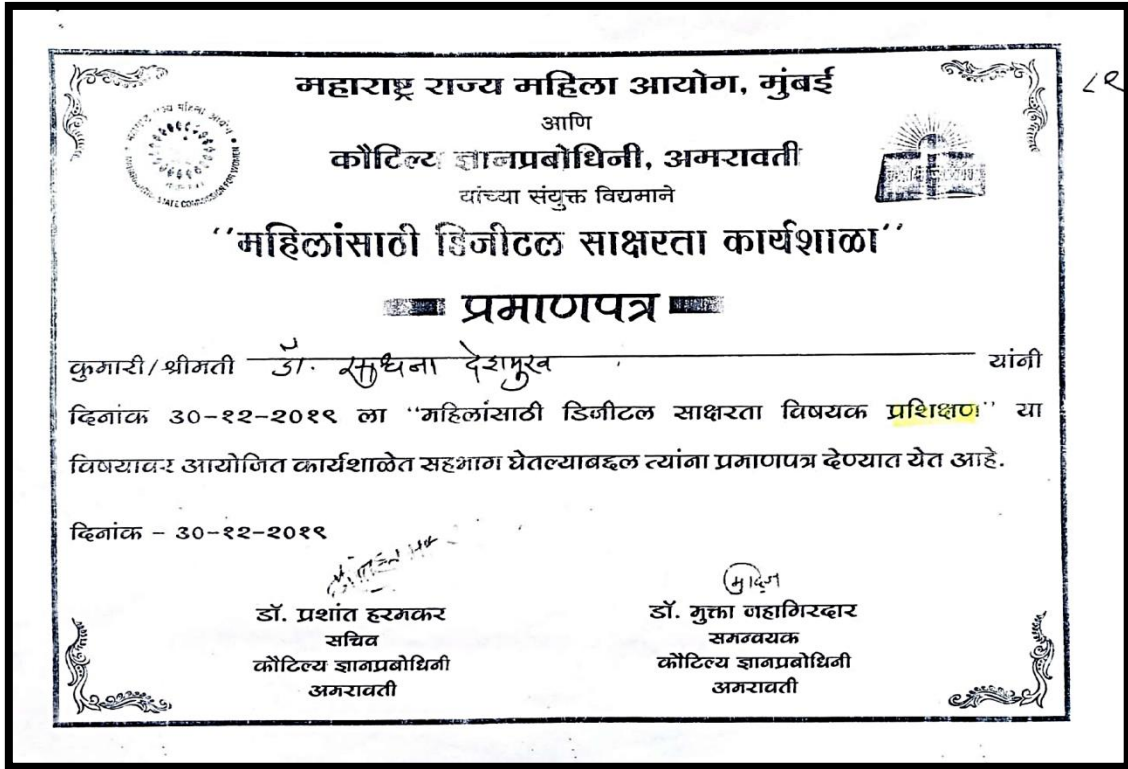 महाराष्ट्र राज्य महिला आयोग, मुंबई
आणि
कौटिल्य ज्ञानप्रबोधिनी, अमरावती
यांच्या संयुक्त विद्यमाने
"महिलांसाठी डिजीटल साक्षरता कार्यशाळा"
प्रमाणपत्र
कुमारी/श्रीमती डॉ. साधना देशमुख यांनी
दिनांक ३०-१२-२०१९ ला "महिलांसाठी डिजीटल साक्षरता विषयक प्रशिक्षण" या
विषयावर आयोजित कार्यशाळेत सहभाग घेतल्याबद्दल त्यांना प्रमाणपत्र देण्यात येत आहे.
दिनांक - ३०-१२-२०१९
डॉ. प्रशांत हरमकर
सचिव
कौटिल्य ज्ञानप्रबोधिनी
अमरावती
डॉ. मुक्ता जहागिरदार
समन्वयक
कौटिल्य ज्ञानप्रबोधिनी
अमरावती